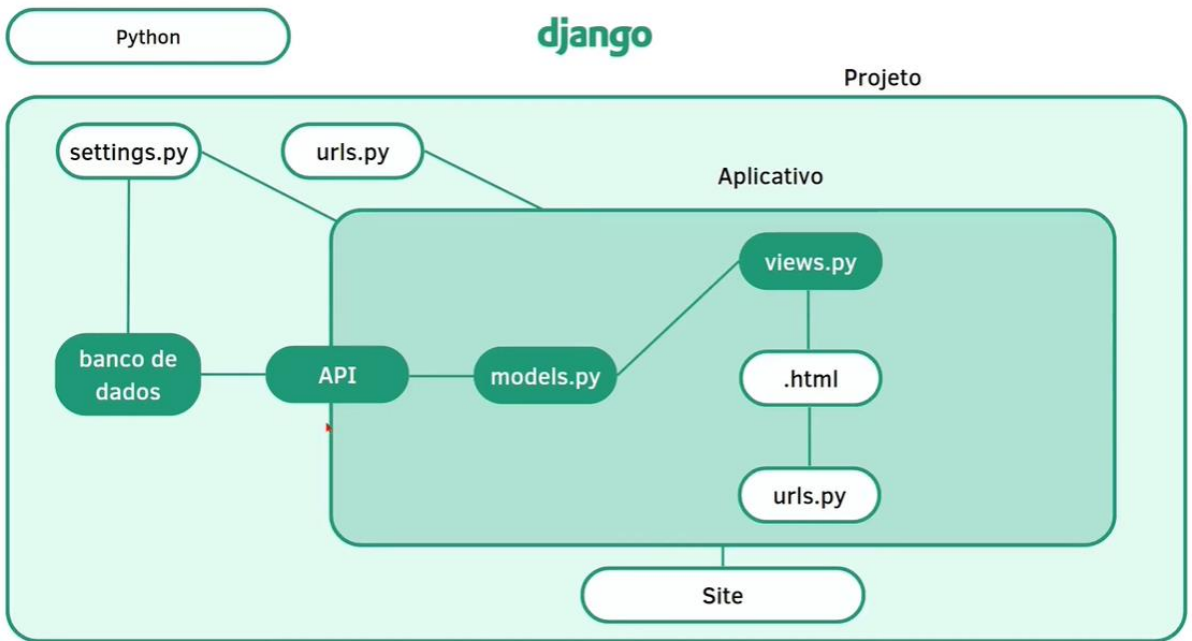 Python
django
Projeto
settings.py
urls.py
Aplicativo
views.py
banco de
dados
API
models.py
.html
urls.py
Site